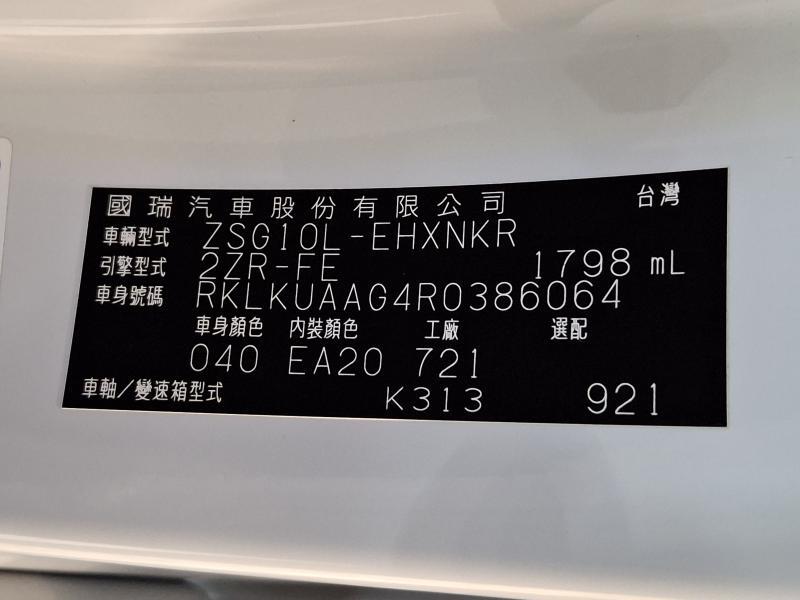 國瑞汽車股份有限公司 台灣
車輛型式 ZSG10L-EHXNKR
引擎型式 2ZR-FE 1798 mL
車身號碼 RKLKUAAG4R0386064
車身顏色 內裝顏色 工廠 選配
040 EA20 721
車軸/變速箱型式 K313 921